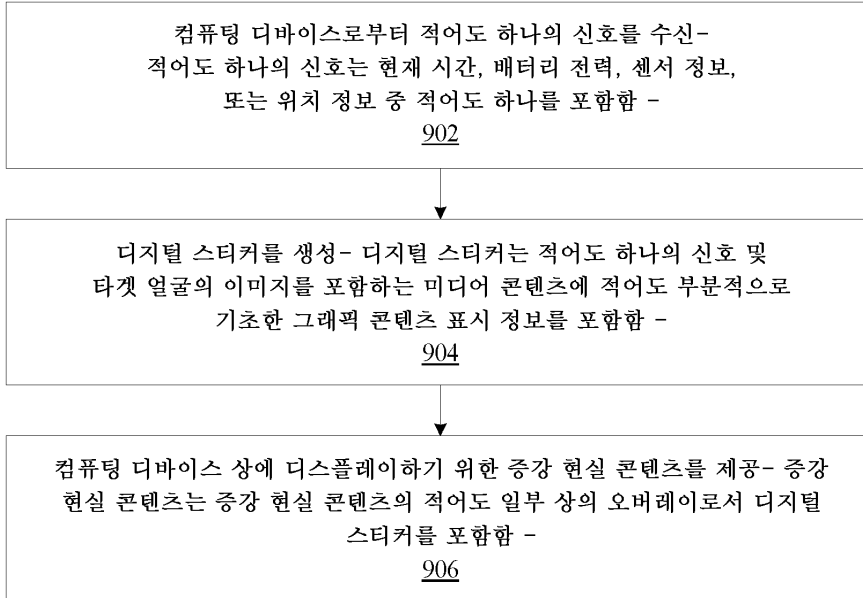 컴퓨팅 디바이스로부터 적어도 하나의 신호를 수신-
적어도 하나의 신호는 현재 시간, 배터리 전력, 센서 정보,
또는 위치 정보 중 적어도 하나를 포함함 -
902
디지털 스티커를 생성- 디지털 스티커는 적어도 하나의 신호 및
타겟 얼굴의 이미지를 포함하는 미디어 콘텐츠에 적어도 부분적으로
기초한 그래픽 콘텐츠 표시 정보를 포함함 -
904
컴퓨팅 디바이스 상에 디스플레이하기 위한 증강 현실 콘텐츠를 제공- 증강
현실 콘텐츠는 증강 현실 콘텐츠의 적어도 일부 상의 오버레이로서 디지털
스티커를 포함함 -
906